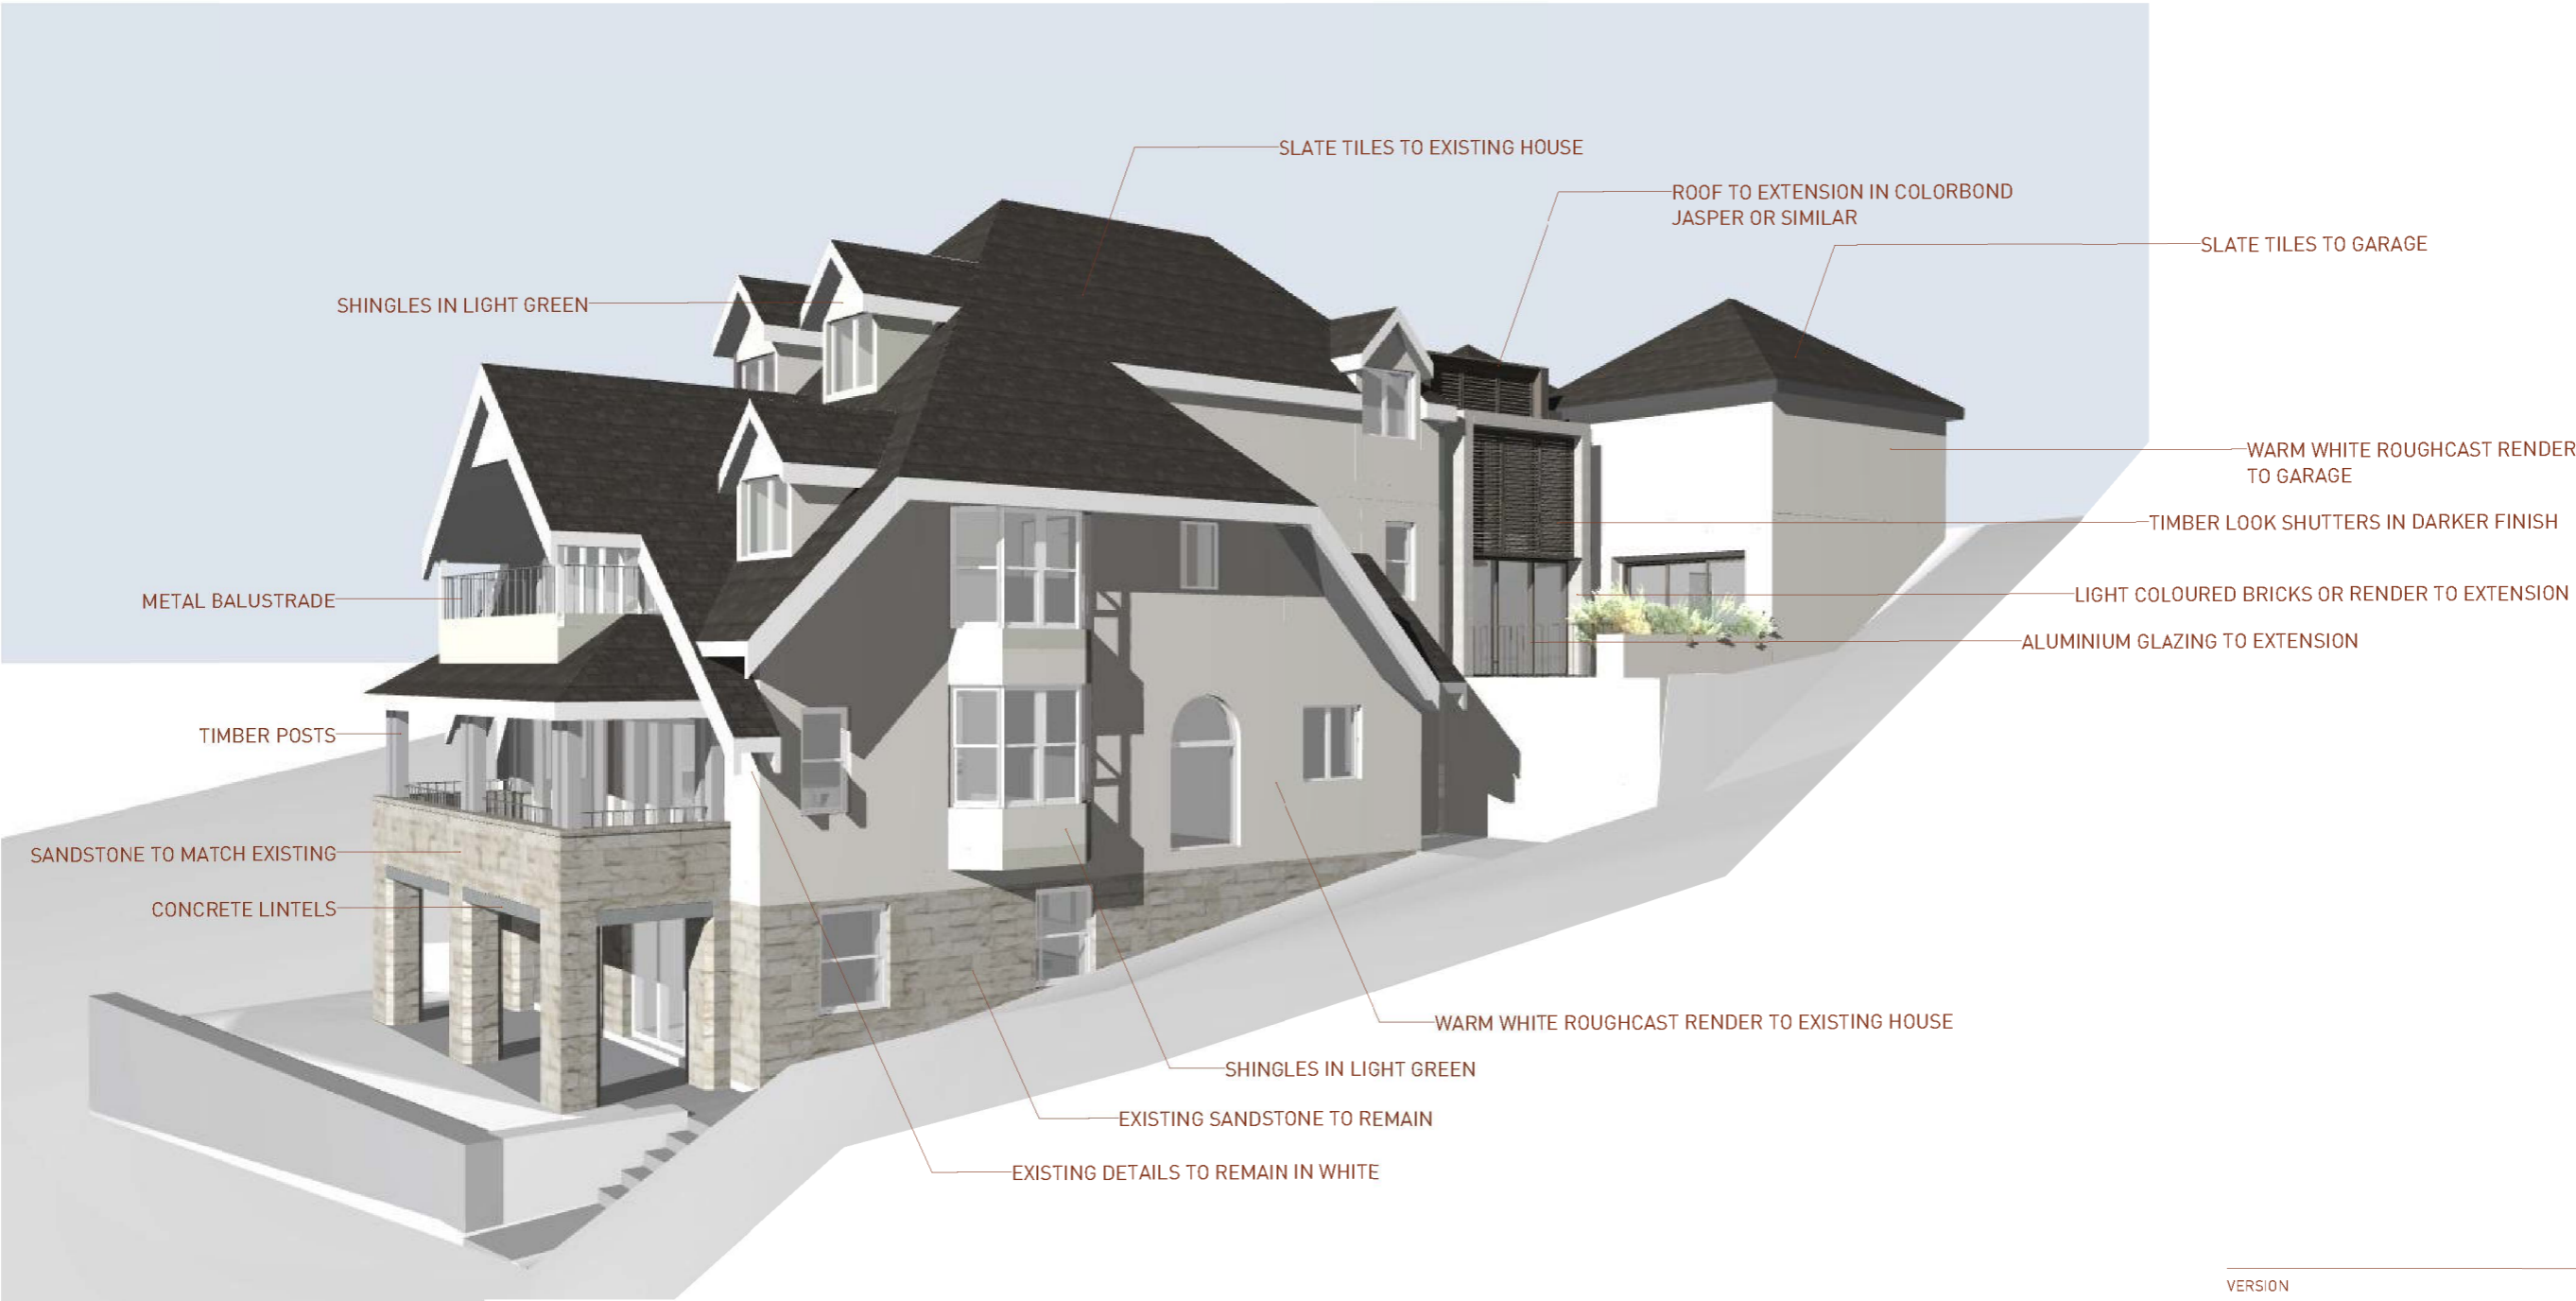 SLATE TILES TO EXISTING HOUSE
ROOF TO EXTENSION IN COLORBOND
JASPER OR SIMILAR
SLATE TILES TO GARAGE
SHINGLES IN LIGHT GREEN
WARM WHITE ROUGHCAST RENDER
TO GARAGE
TIMBER LOOK SHUTTERS IN DARKER FINISH
METAL BALUSTRADE
LIGHT COLOURED BRICKS OR RENDER TO EXTENSION
ALUMINIUM GLAZING TO EXTENSION
TIMBER POSTS
SANDSTONE TO MATCH EXISTING
CONCRETE LINTELS
WARM WHITE ROUGHCAST RENDER TO EXISTING HOUSE
SHINGLES IN LIGHT GREEN
EXISTING SANDSTONE TO REMAIN
EXISTING DETAILS TO REMAIN IN WHITE
VERSION